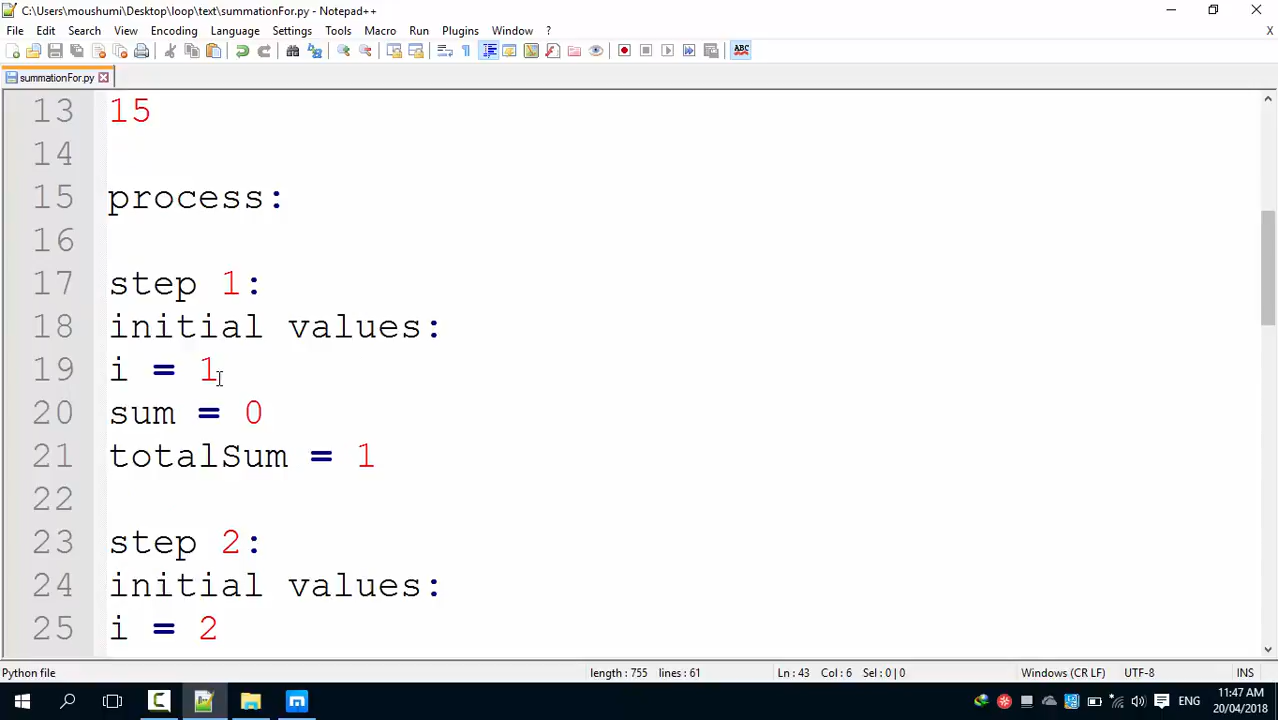 C:\Users\moushumi\Desktop\loop\text\summationFor.py - Notepad++
File Edit Search View Encoding Language Settings Tools Macro Run Plugins Window ? X
ABC
summationFor.py
13 15
14
15 process:
16
17 step 1:
18 initial values:
19 i = 1
20 sum = 0
21 totalSum = 1
22
23 step 2:
24 initial values:
25 i = 2
Python file length : 755 lines : 61 Ln : 43 Col : 6 Sel : 0 | 0 Windows (CR LF) UTF-8 INS
ENG
11:47 AM
20/04/2018